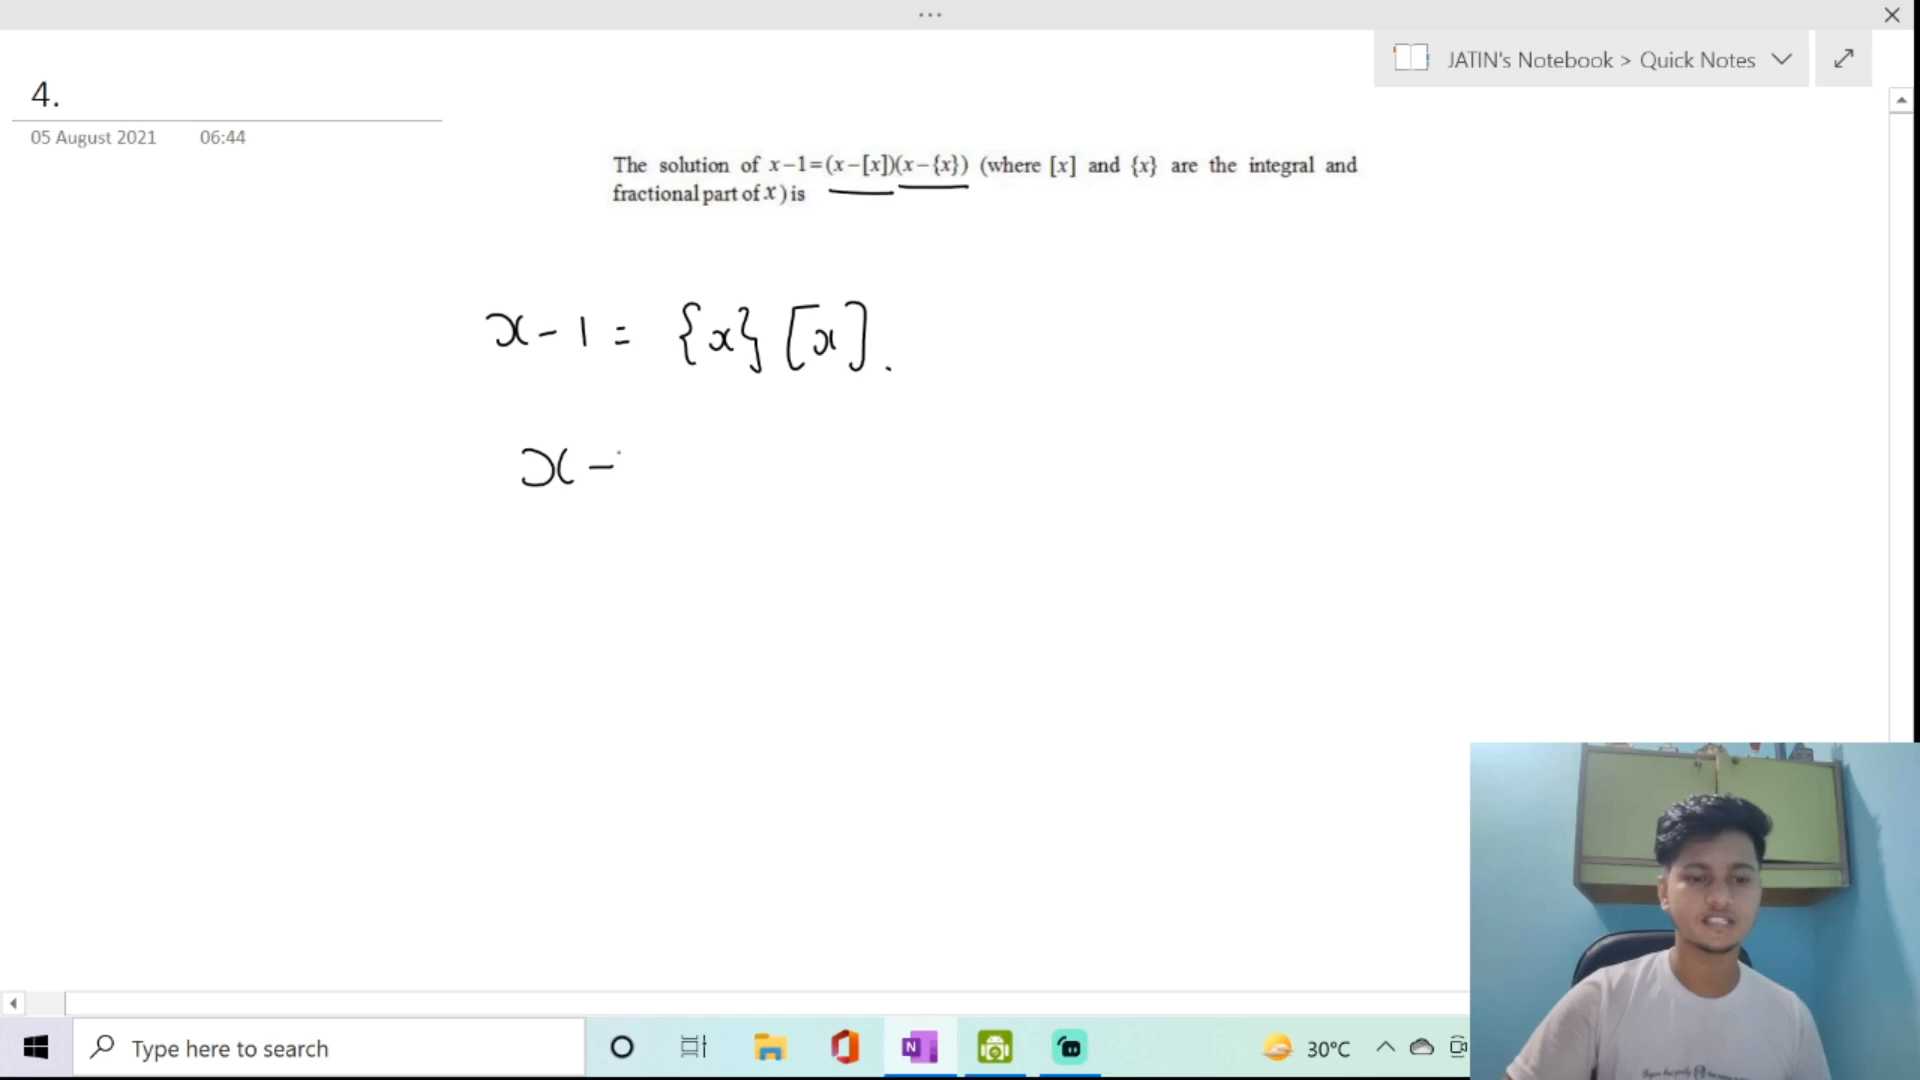 JATIN's Notebook > Quick Notes
4.
05 August 2021 06:44
The solution of x−1=(x−[x])(x−{x}) (where [x] and {x} are the integral and
fractional part of x) is
x − 1 = {x} [x].
x −
Type here to search
N
30°C